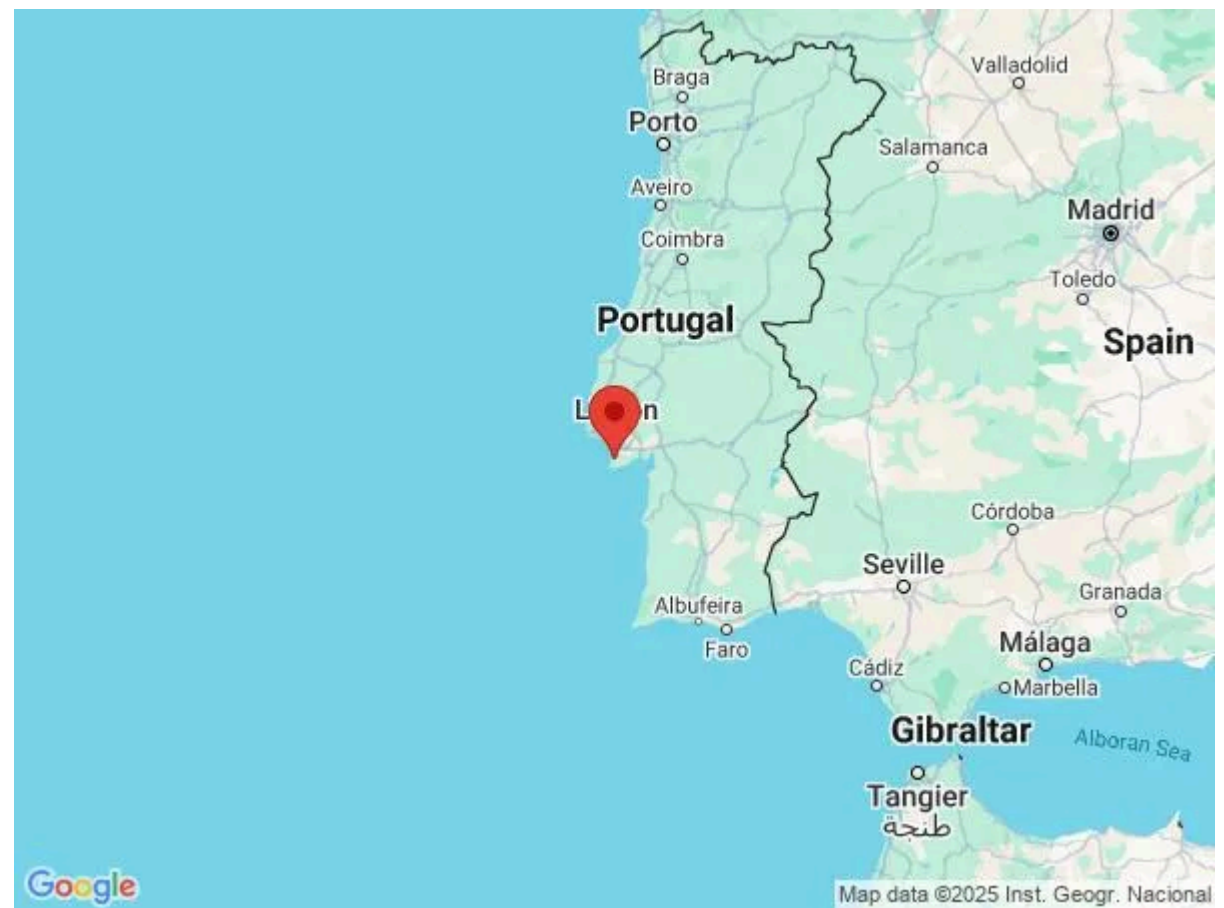 Braga
Valladolid
Porto
Salamanca
Aveiro
Madrid
Coimbra
Toledo
Portugal
Spain
Córdoba
Seville
Granada
Albufeira
Faro
Málaga
Cádiz
Marbella
Gibraltar
Alboran Sea
Tangier
طنجة
Google
Map data ©2025 Inst. Geogr. Nacional